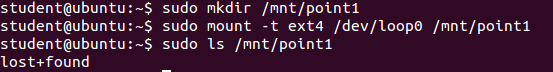 student@ubuntu:~$ sudo mkdir /mnt/point1
student@ubuntu:~$ sudo mount -t ext4 /dev/loop0 /mnt/point1
student@ubuntu:~$ sudo ls /mnt/point1
lost+found